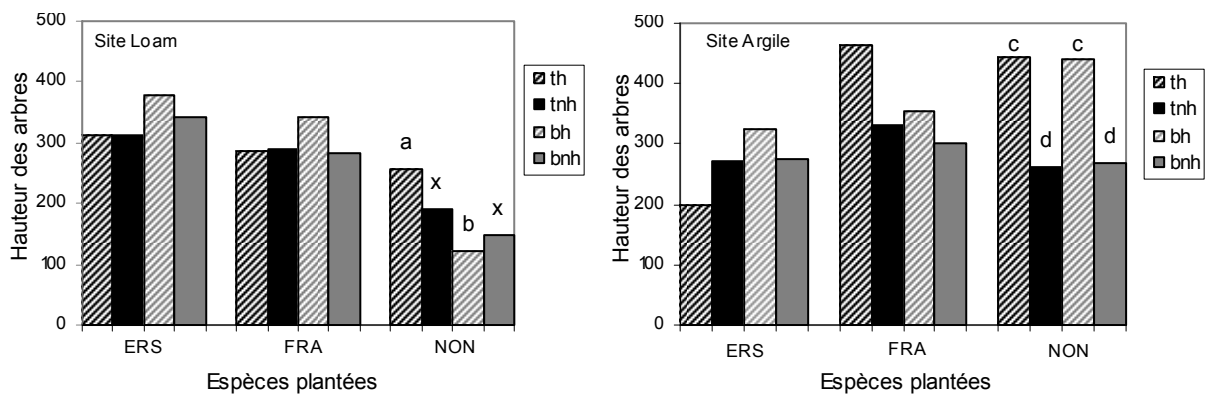 500
400
300
200
100
0
Hauteur des arbres
Site Loam
a
x
b
x
ERS
FRA
NON
Espèces plantées
th
tnh
bh
bnh
500
400
300
200
100
0
Hauteur des arbres
Site Argile
c
d
c
d
ERS
FRA
NON
Espèces plantées
th
tnh
bh
bnh